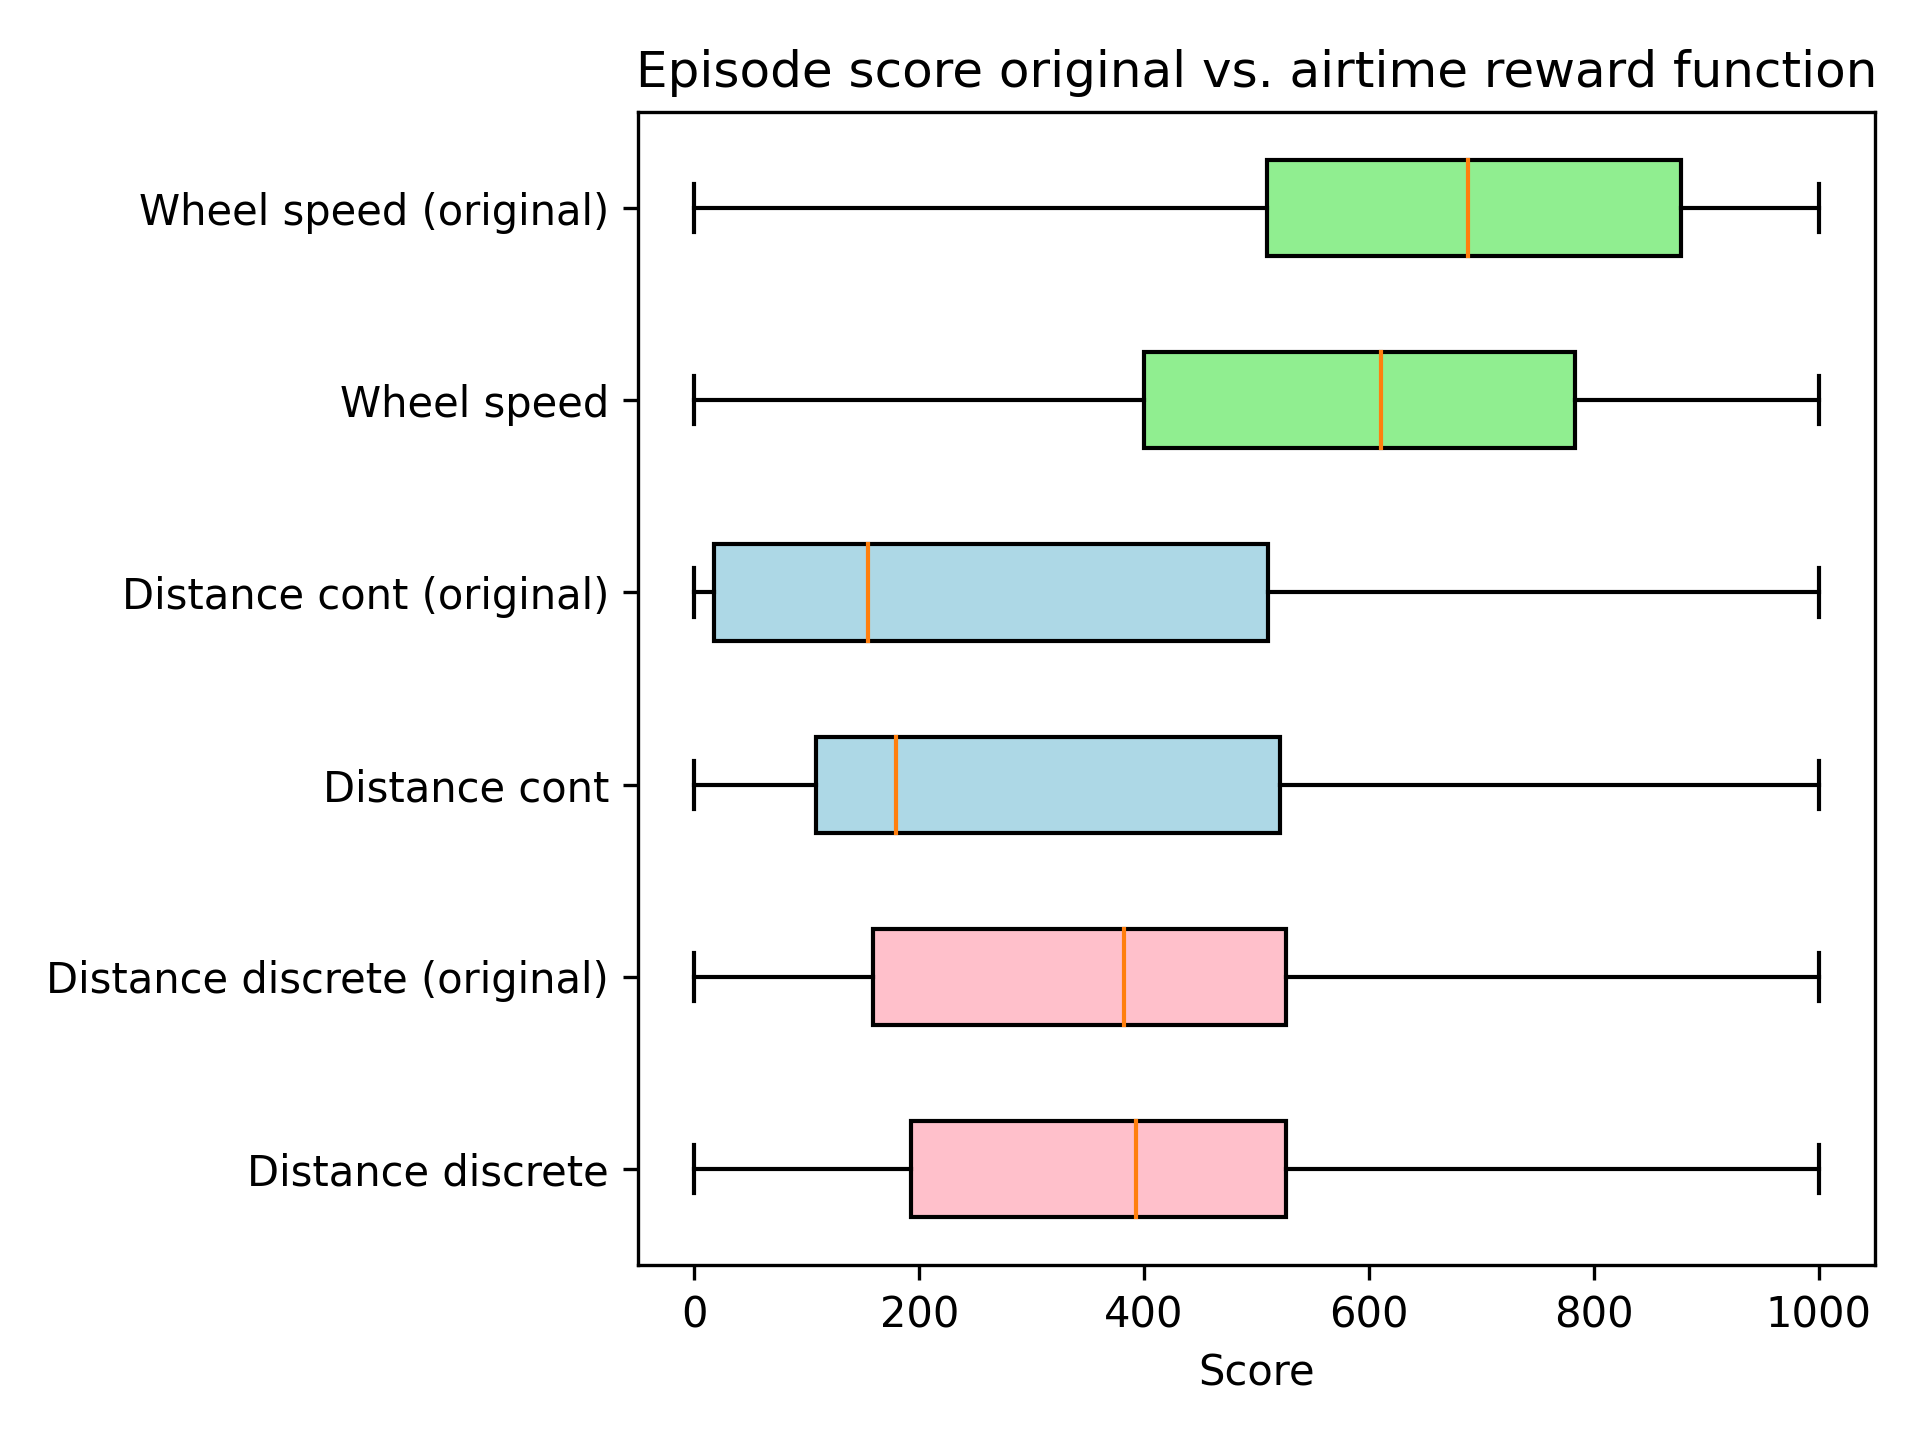 Episode score original vs. airtime reward function
Wheel speed (original)
Wheel speed
Distance cont (original)
Distance cont
Distance discrete (original)
Distance discrete
0 200 400 600 800 1000
Score